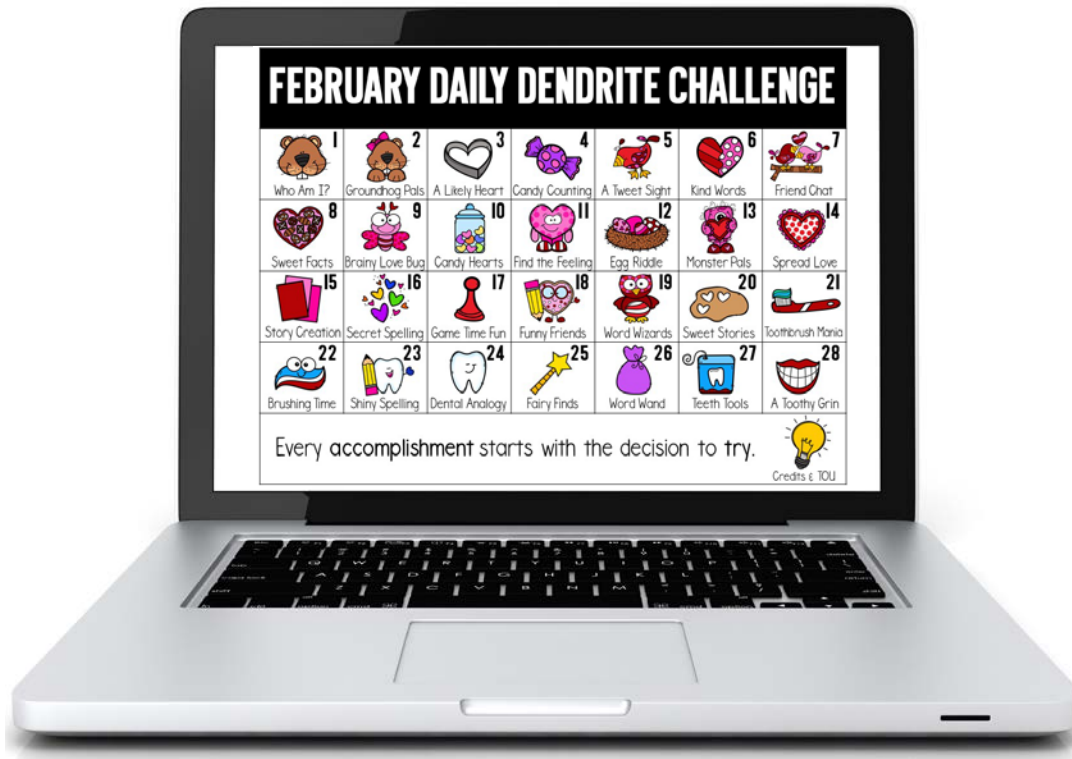 FEBRUARY DAILY DENDRITE CHALLENGE
1 2 3 4 5 6 7
Who Am I? Groundhog Pals A Likely Heart Candy Counting A Tweet Sight Kind Words Friend Chat
8 9 10 11 12 13 14
Sweet Facts Brainy Love Bug Candy Hearts Find the Feeling Egg Riddle Monster Pals Spread Love
15 16 17 18 19 20 21
Story Creation Secret Spelling Game Time Fun Funny Friends Word Wizards Sweet Stories Toothbrush Mania
22 23 24 25 26 27 28
Brushing Time Shiny Spelling Dental Analogy Fairy Finds Word Wand Teeth Tools A Toothy Grin
Every accomplishment starts with the decision to try.
Credits & TOU
Q W E R T Y U I O P
A S D F G H J K L
Z X C V B N M